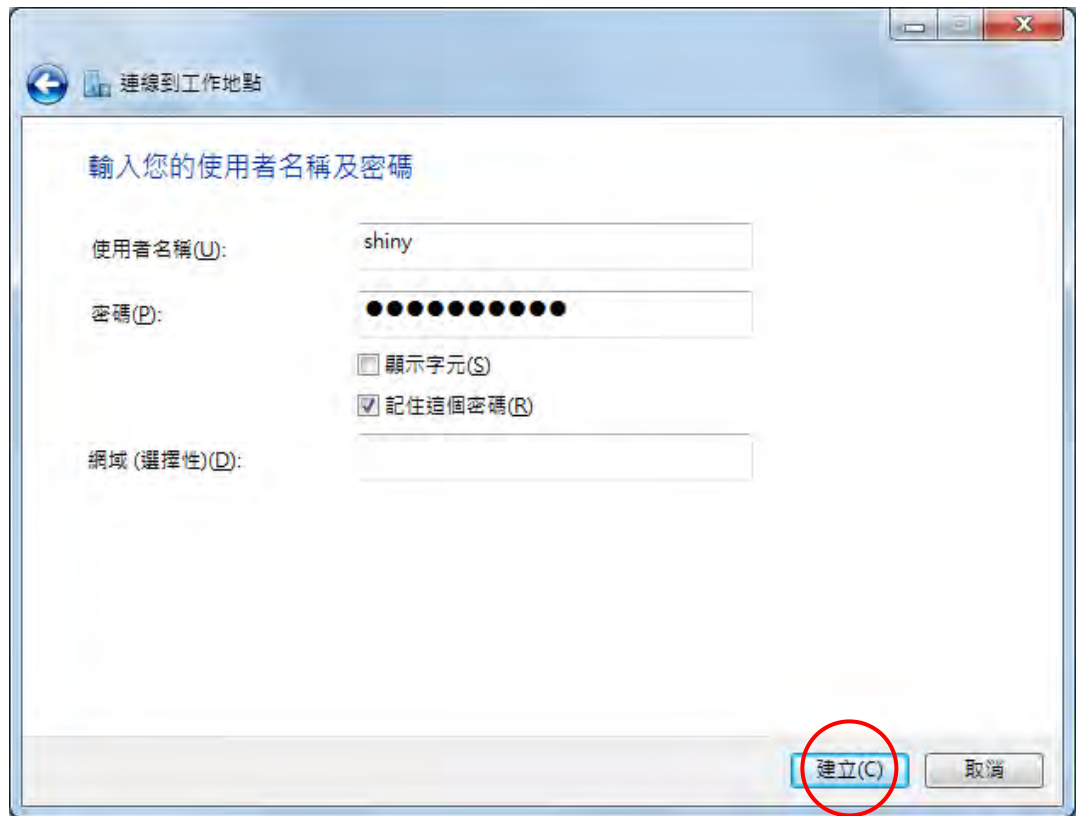 連線到工作地點
輸入您的使用者名稱及密碼
使用者名稱(U): shiny
密碼(P): ●●●●●●●●●●
顯示字元(S)
記住這個密碼(R)
網域 (選擇性)(D):
建立(C) 取消